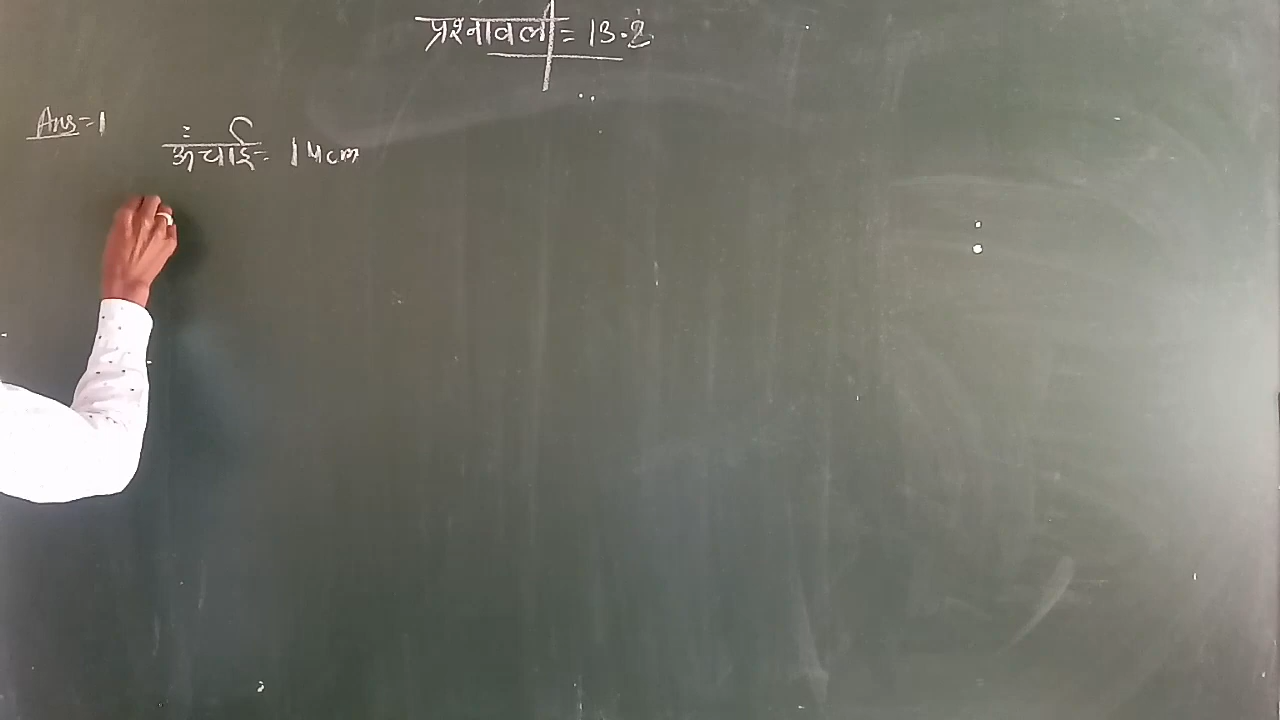 प्रश्नावली = 13.2
Ans = 1
ऊँचाई = 14cm